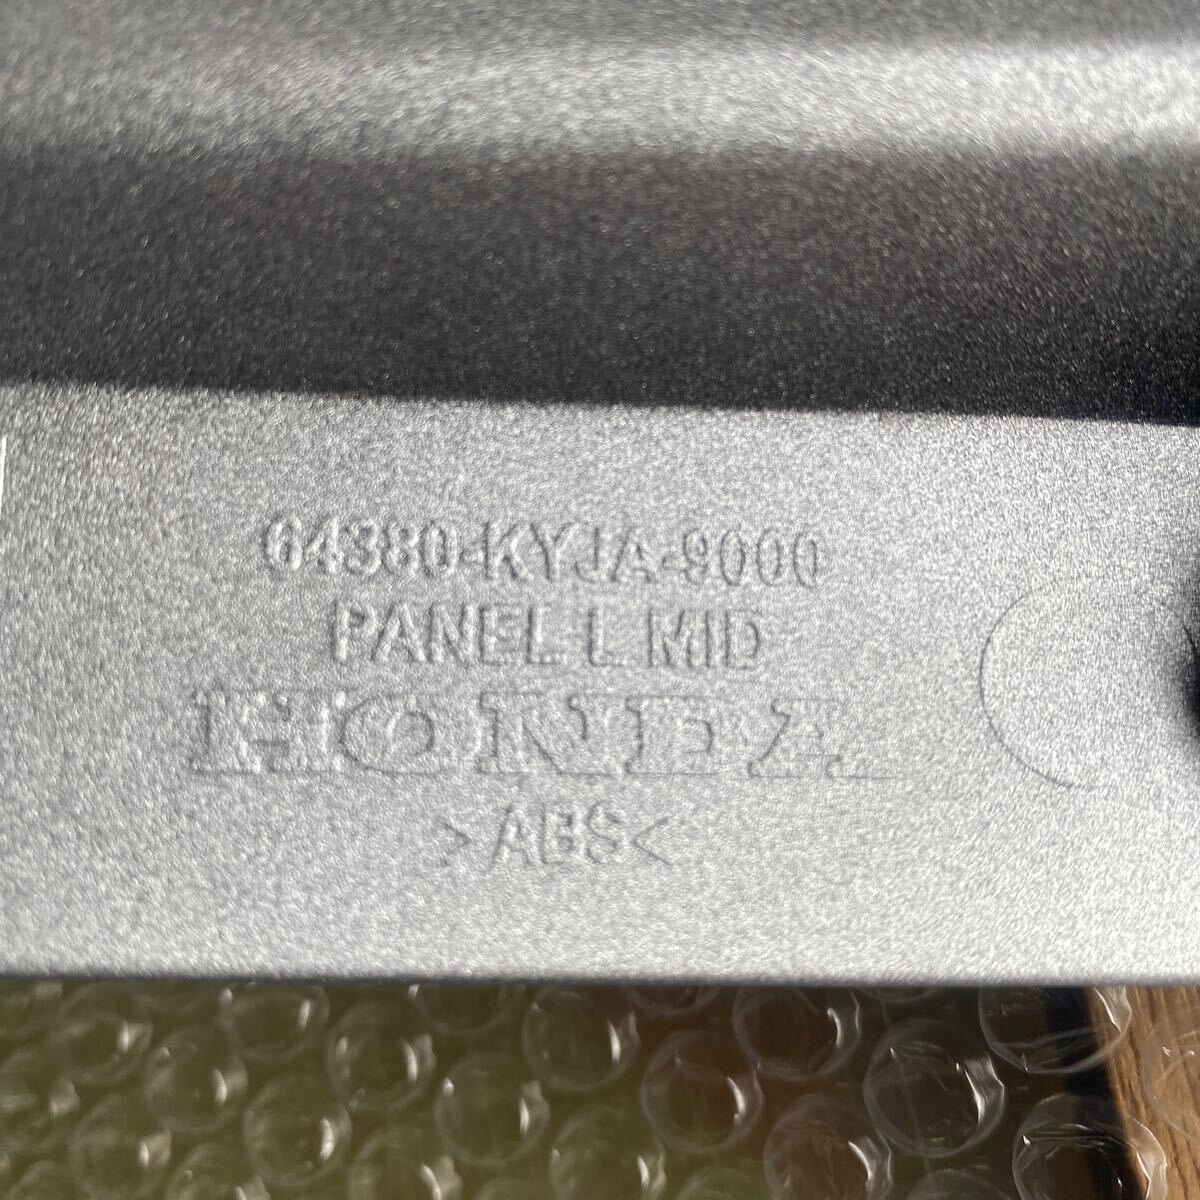 64380-KYJA-9000
PANEL L MID
HONDA
>ABS<